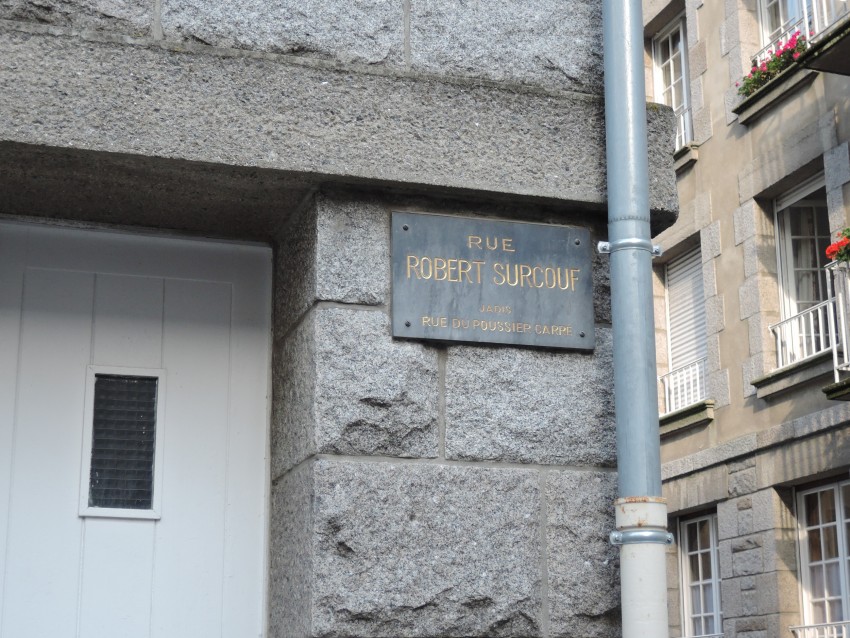 RUE
ROBERT SURCOUF
JADIS
RUE DU POUSSIER CARRE